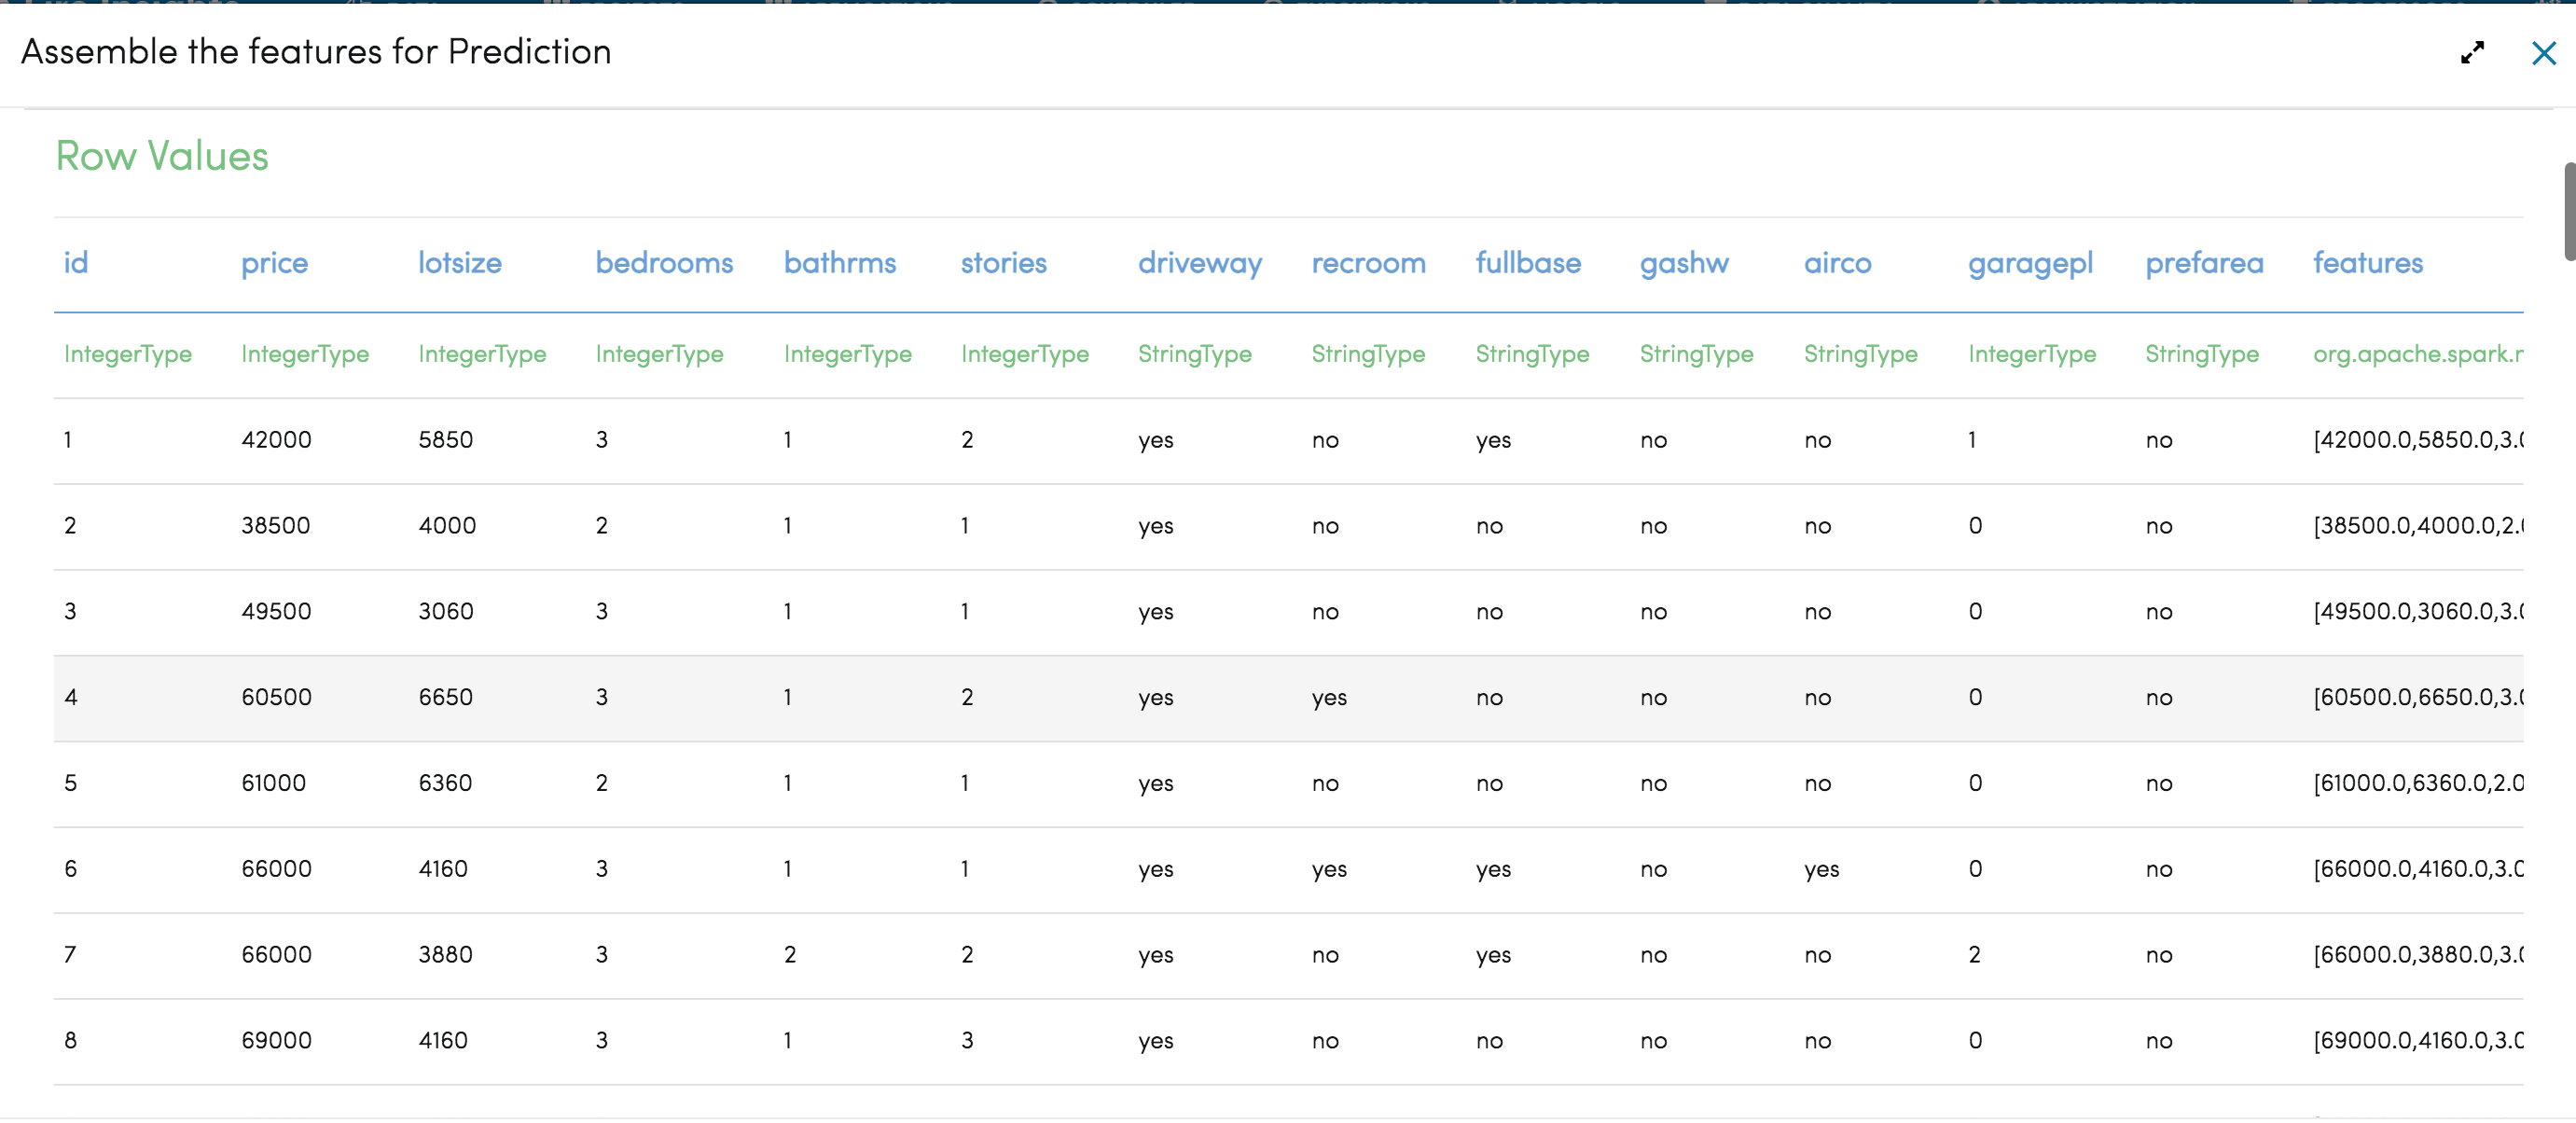 Assemble the features for Prediction
Row Values
id price lotsize bedrooms bathrms stories driveway recroom fullbase gashw airco garagepl prefarea features
IntegerType IntegerType IntegerType IntegerType IntegerType IntegerType StringType StringType StringType StringType StringType IntegerType StringType org.apache.spark.r
1 42000 5850 3 1 2 yes no yes no no 1 no [42000.0,5850.0,3.0
2 38500 4000 2 1 1 yes no no no no 0 no [38500.0,4000.0,2.0
3 49500 3060 3 1 1 yes no no no no 0 no [49500.0,3060.0,3.0
4 60500 6650 3 1 2 yes yes no no no 0 no [60500.0,6650.0,3.0
5 61000 6360 2 1 1 yes no no no no 0 no [61000.0,6360.0,2.0
6 66000 4160 3 1 1 yes yes yes no yes 0 no [66000.0,4160.0,3.0
7 66000 3880 3 2 2 yes no yes no no 2 no [66000.0,3880.0,3.0
8 69000 4160 3 1 3 yes no no no no 0 no [69000.0,4160.0,3.0